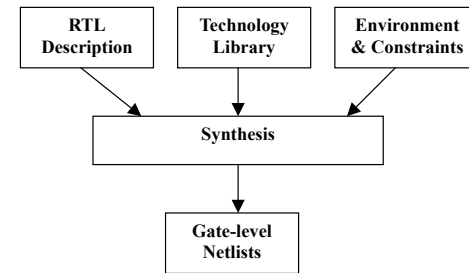 RTL
Description
Technology
Library
Environment
& Constraints
Synthesis
Gate-level
Netlists